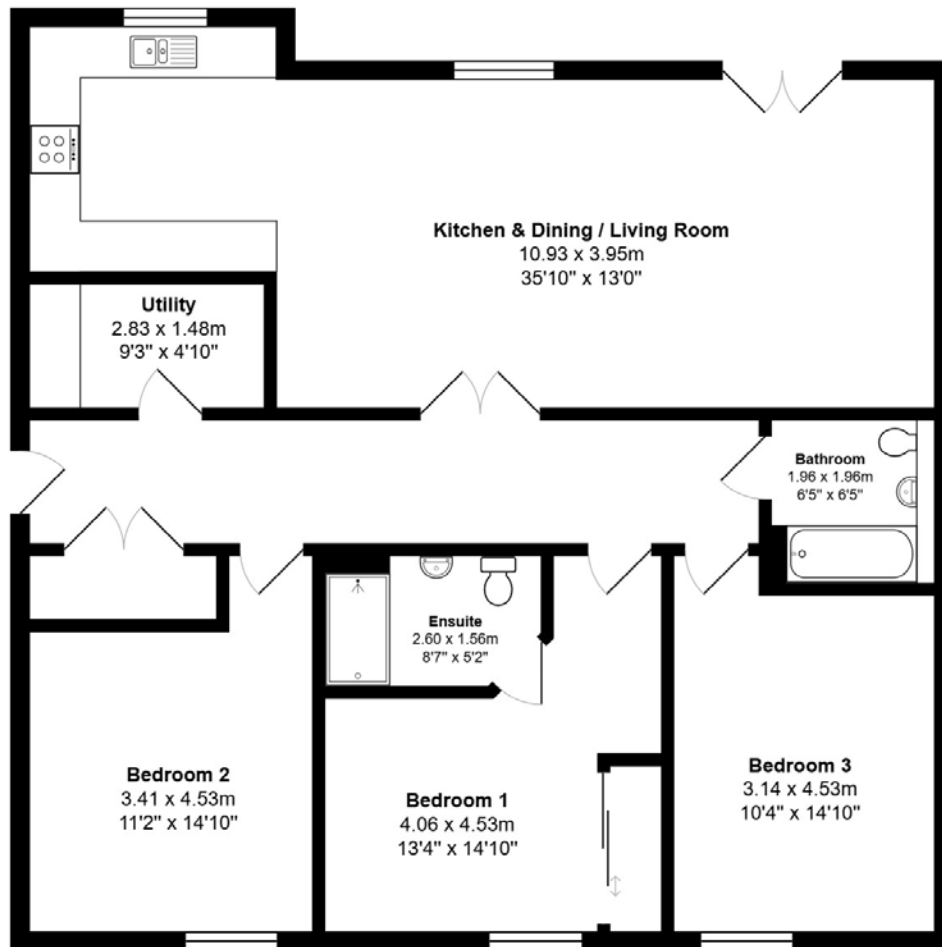 Kitchen & Dining / Living Room
10.93 x 3.95m
35'10" x 13'0"
Utility
2.83 x 1.48m
9'3" x 4'10"
Bathroom
1.96 x 1.96m
6'5" x 6'5"
Ensuite
2.60 x 1.56m
8'7" x 5'2"
Bedroom 2
3.41 x 4.53m
11'2" x 14'10"
Bedroom 1
4.06 x 4.53m
13'4" x 14'10"
Bedroom 3
3.14 x 4.53m
10'4" x 14'10"